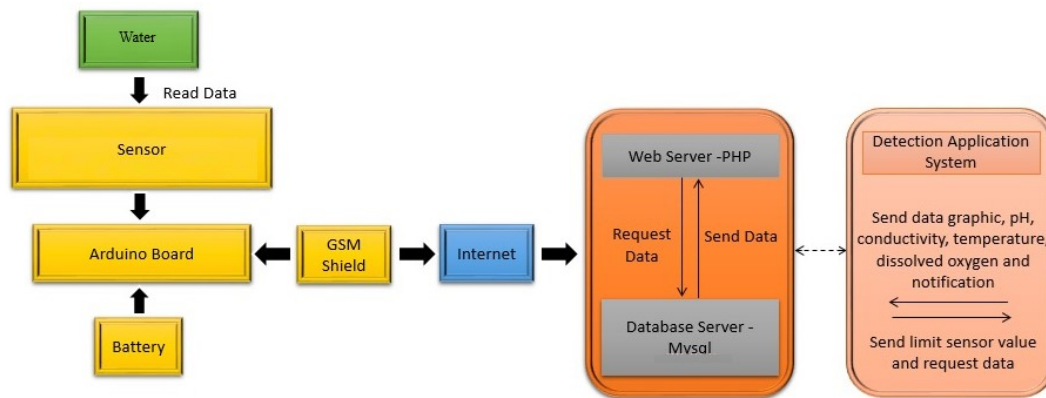 Water
Read Data
Sensor
Arduino Board
GSM
Shield
Internet
Battery
Web Server -PHP
Request
Data
Send Data
Database Server -
Mysql
Detection Application
System
Send data graphic, pH,
conductivity, temperature,
dissolved oxygen and
notification
Send limit sensor value
and request data